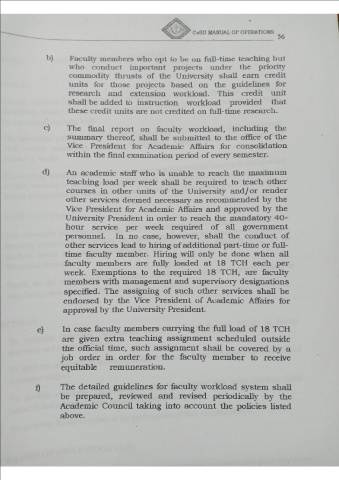 CvSU MANUAL OF OPERATIONS
56
b) Faculty members who opt to be on full-time teaching but
who conduct important projects under the priority
commodity thrusts of the University shall earn credit
units for those projects based on the guidelines for
research and extension workload. This credit unit
shall be added to instruction workload provided that
these credit units are not credited on full-time research.
c) The final report on faculty workload, including the
summary thereof, shall be submitted to the office of the
Vice President for Academic Affairs for consolidation
within the final examination period of every semester.
d) An academic staff who is unable to reach the maximum
teaching load per week shall be required to teach other
courses in other units of the University and/or render
other services deemed necessary as recommended by the
Vice President for Academic Affairs and approved by the
University President in order to reach the mandatory 40-
hour service per week required of all government
personnel. In no case, however, shall the conduct of
other services lead to hiring of additional part-time or full-
time faculty member. Hiring will only be done when all
faculty members are fully loaded at 18 TCH each per
week. Exemptions to the required 18 TCH, are faculty
members with management and supervisory designations
specified. The assigning of such other services shall be
endorsed by the Vice President of Academic Affairs for
approval by the University President.
e) In case faculty members carrying the full load of 18 TCH
are given extra teaching assignment scheduled outside
the official time, such assignment shall be covered by a
job order in order for the faculty member to receive
equitable remuneration.
f) The detailed guidelines for faculty workload system shall
be prepared, reviewed and revised periodically by the
Academic Council taking into account the policies listed
above.